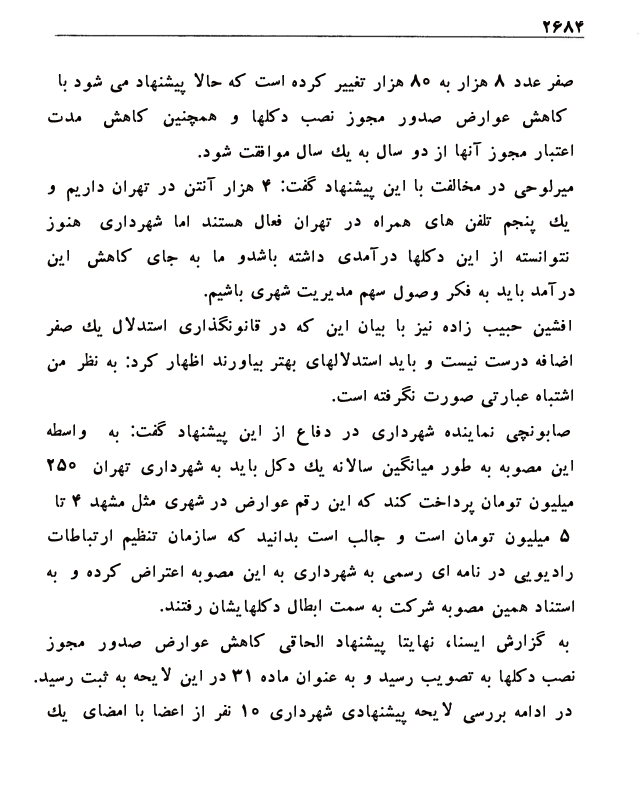 ۲۶۸۴
صفر عدد ۸ هزار به ۸۰ هزار تغییر کرده است که حالا پیشنهاد می شود با
کاهش عوارض صدور مجوز نصب دکلها و همچنین کاهش مدت
اعتبار مجوز آنها از دو سال به یك سال موافقت شود.
میرلوحی در مخالفت با این پیشنهاد گفت: ۴ هزار آنتن در تهران داریم و
یك پنجم تلفن های همراه در تهران فعال هستند اما شهرداری هنوز
نتوانسته از این دکلها درآمدی داشته باشدو ما به جای کاهش این
درآمد باید به فکر وصول سهم مدیریت شهری باشیم.
افشین حبیب زاده نیز با بیان این که در قانونگذاری استدلال یك صفر
اضافه درست نیست و باید استدلالهای بهتر بیاورند اظهار کرد: به نظر من
اشتباه عبارتی صورت نگرفته است.
صابونچی نماینده شهرداری در دفاع از این پیشنهاد گفت: به واسطه
این مصوبه به طور میانگین سالانه یك دکل باید به شهرداری تهران ۲۵۰
میلیون تومان پرداخت کند که این رقم عوارض در شهری مثل مشهد ۴ تا
۵ میلیون تومان است و جالب است بدانید که سازمان تنظیم ارتباطات
رادیویی در نامه ای رسمی به شهرداری به این مصوبه اعتراض کرده و به
استناد همین مصوبه شرکت به سمت ابطال دکلهایشان رفتند.
به گزارش ایسنا، نهایتا پیشنهاد الحاقی کاهش عوارض صدور مجوز
نصب دکلها به تصویب رسید و به عنوان ماده ۳۱ در این لایحه به ثبت رسید.
در ادامه بررسی لایحه پیشنهادی شهرداری ۱۰ نفر از اعضا با امضای یك